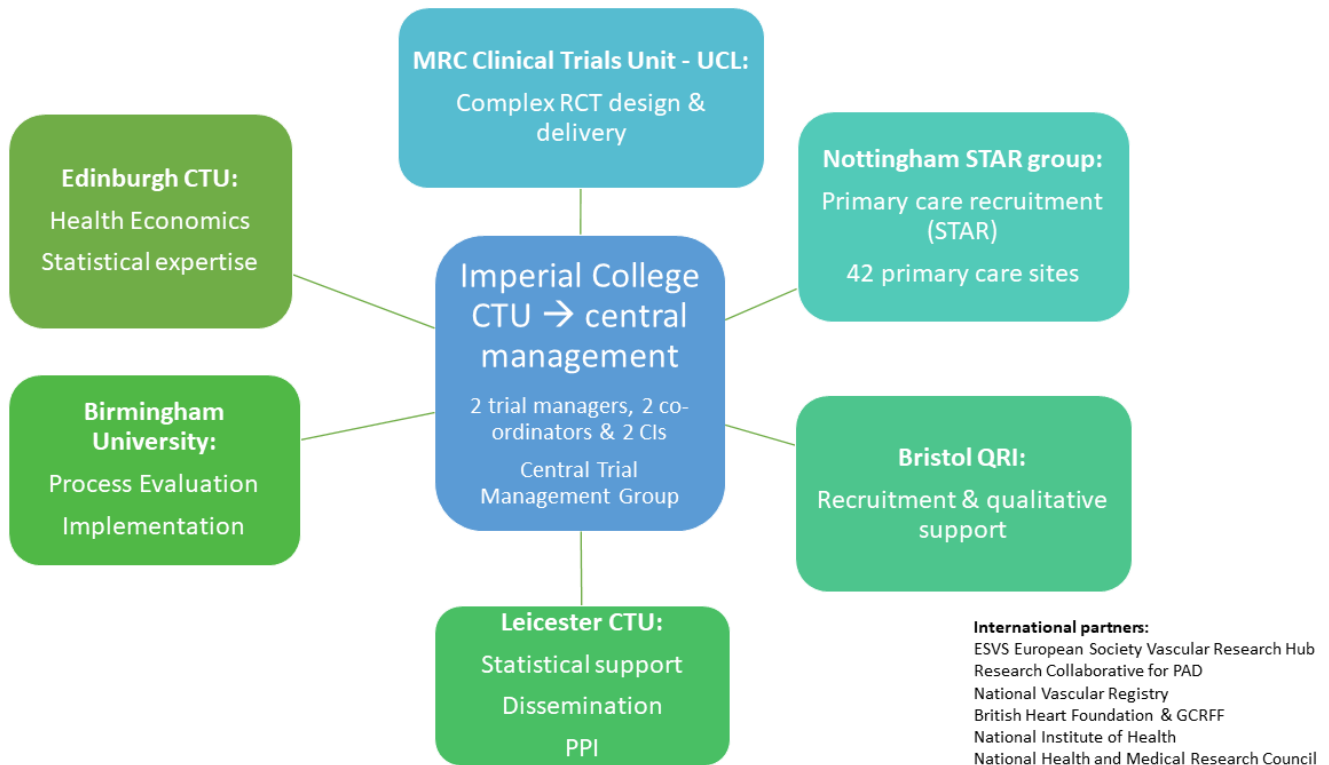 MRC Clinical Trials Unit - UCL:
Complex RCT design &
delivery
Edinburgh CTU:
Health Economics
Statistical expertise
Nottingham STAR group:
Primary care recruitment
(STAR)
42 primary care sites
Imperial College
CTU → central
management
2 trial managers, 2 co-
ordinators & 2 CIs
Central Trial
Management Group
Birmingham
University:
Process Evaluation
Implementation
Bristol QRI:
Recruitment & qualitative
support
Leicester CTU:
Statistical support
Dissemination
PPI
International partners:
ESVS European Society Vascular Research Hub
Research Collaborative for PAD
National Vascular Registry
British Heart Foundation & GCRFF
National Institute of Health
National Health and Medical Research Council